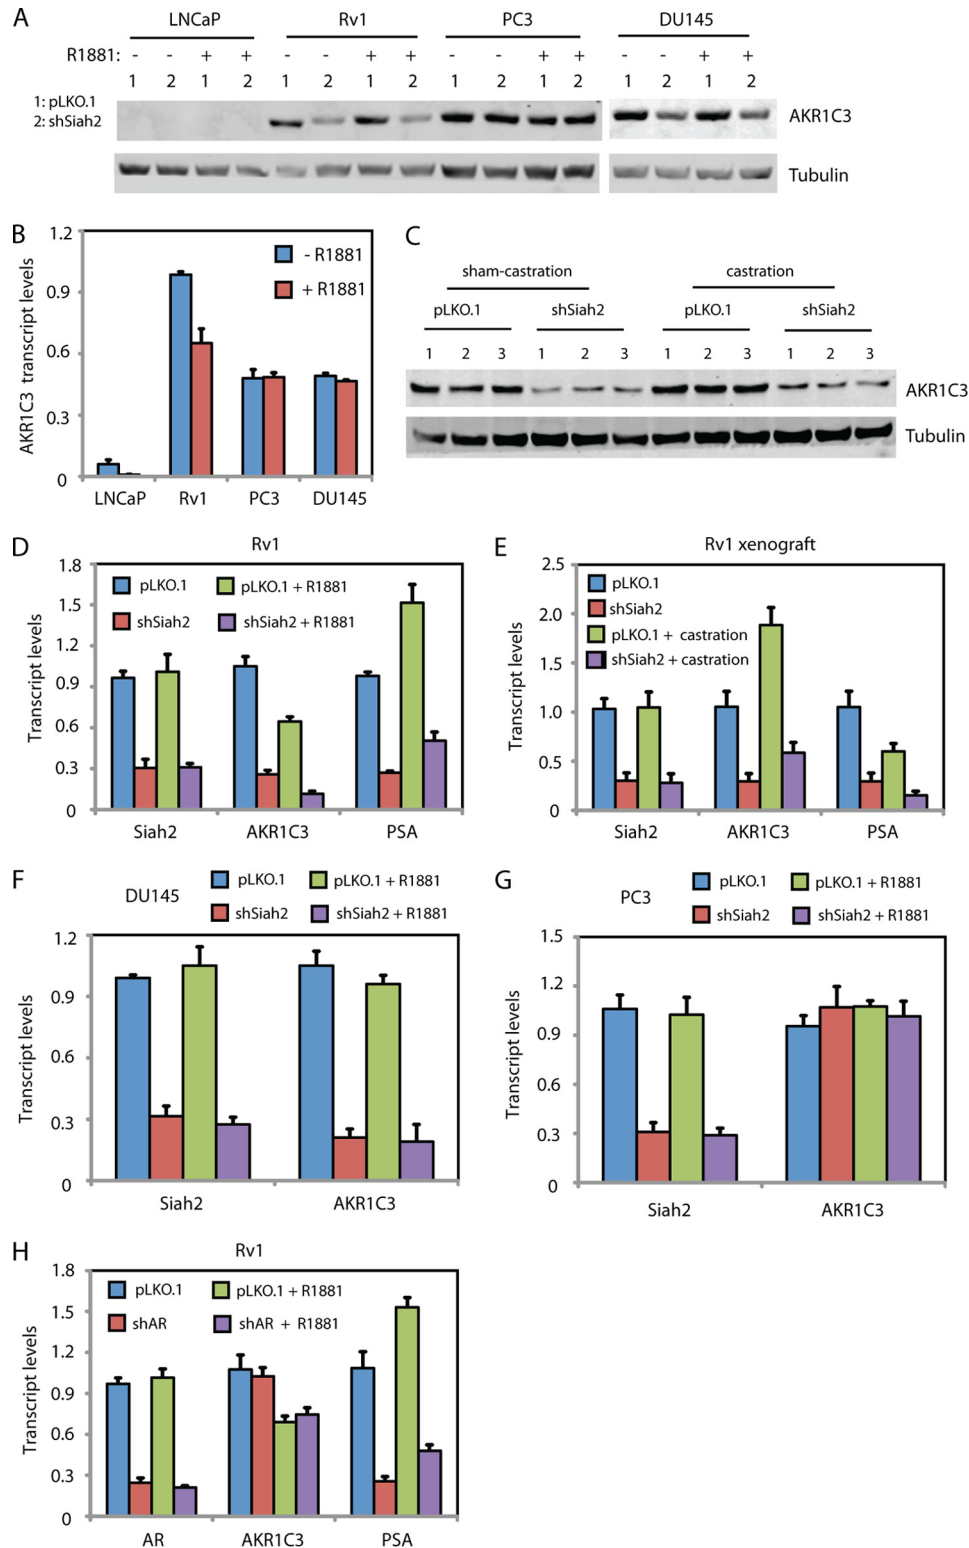 A
LNCaP Rv1 PC3 DU145
R1881: - - + + - - + + - - + + - - + +
1 2 1 2 1 2 1 2 1 2 1 2 1 2 1 2
1: pLKO.1
2: shSiah2
AKR1C3
Tubulin
B
AKR1C3 transcript levels
1.2
0.9
0.6
0.3
0
- R1881
+ R1881
LNCaP Rv1 PC3 DU145
C
sham-castration castration
pLKO.1 shSiah2 pLKO.1 shSiah2
1 2 3 1 2 3 1 2 3 1 2 3
AKR1C3
Tubulin
D
Rv1
Transcript levels
1.8
1.5
1.2
0.9
0.6
0.3
0
pLKO.1 pLKO.1 + R1881
shSiah2 shSiah2 + R1881
Siah2 AKR1C3 PSA
E
Rv1 xenograft
Transcript levels
2.5
2.0
1.5
1.0
0.5
0
pLKO.1
shSiah2
pLKO.1 + castration
shSiah2 + castration
Siah2 AKR1C3 PSA
F
DU145
pLKO.1 pLKO.1 + R1881
shSiah2 shSiah2 + R1881
Transcript levels
1.2
0.9
0.6
0.3
0
Siah2 AKR1C3
G
PC3
pLKO.1 pLKO.1 + R1881
shSiah2 shSiah2 + R1881
Transcript levels
1.5
1.2
0.9
0.6
0.3
0
Siah2 AKR1C3
H
Rv1
Transcript levels
1.8
1.5
1.2
0.9
0.6
0.3
0
pLKO.1 pLKO.1 + R1881
shAR shAR + R1881
AR AKR1C3 PSA